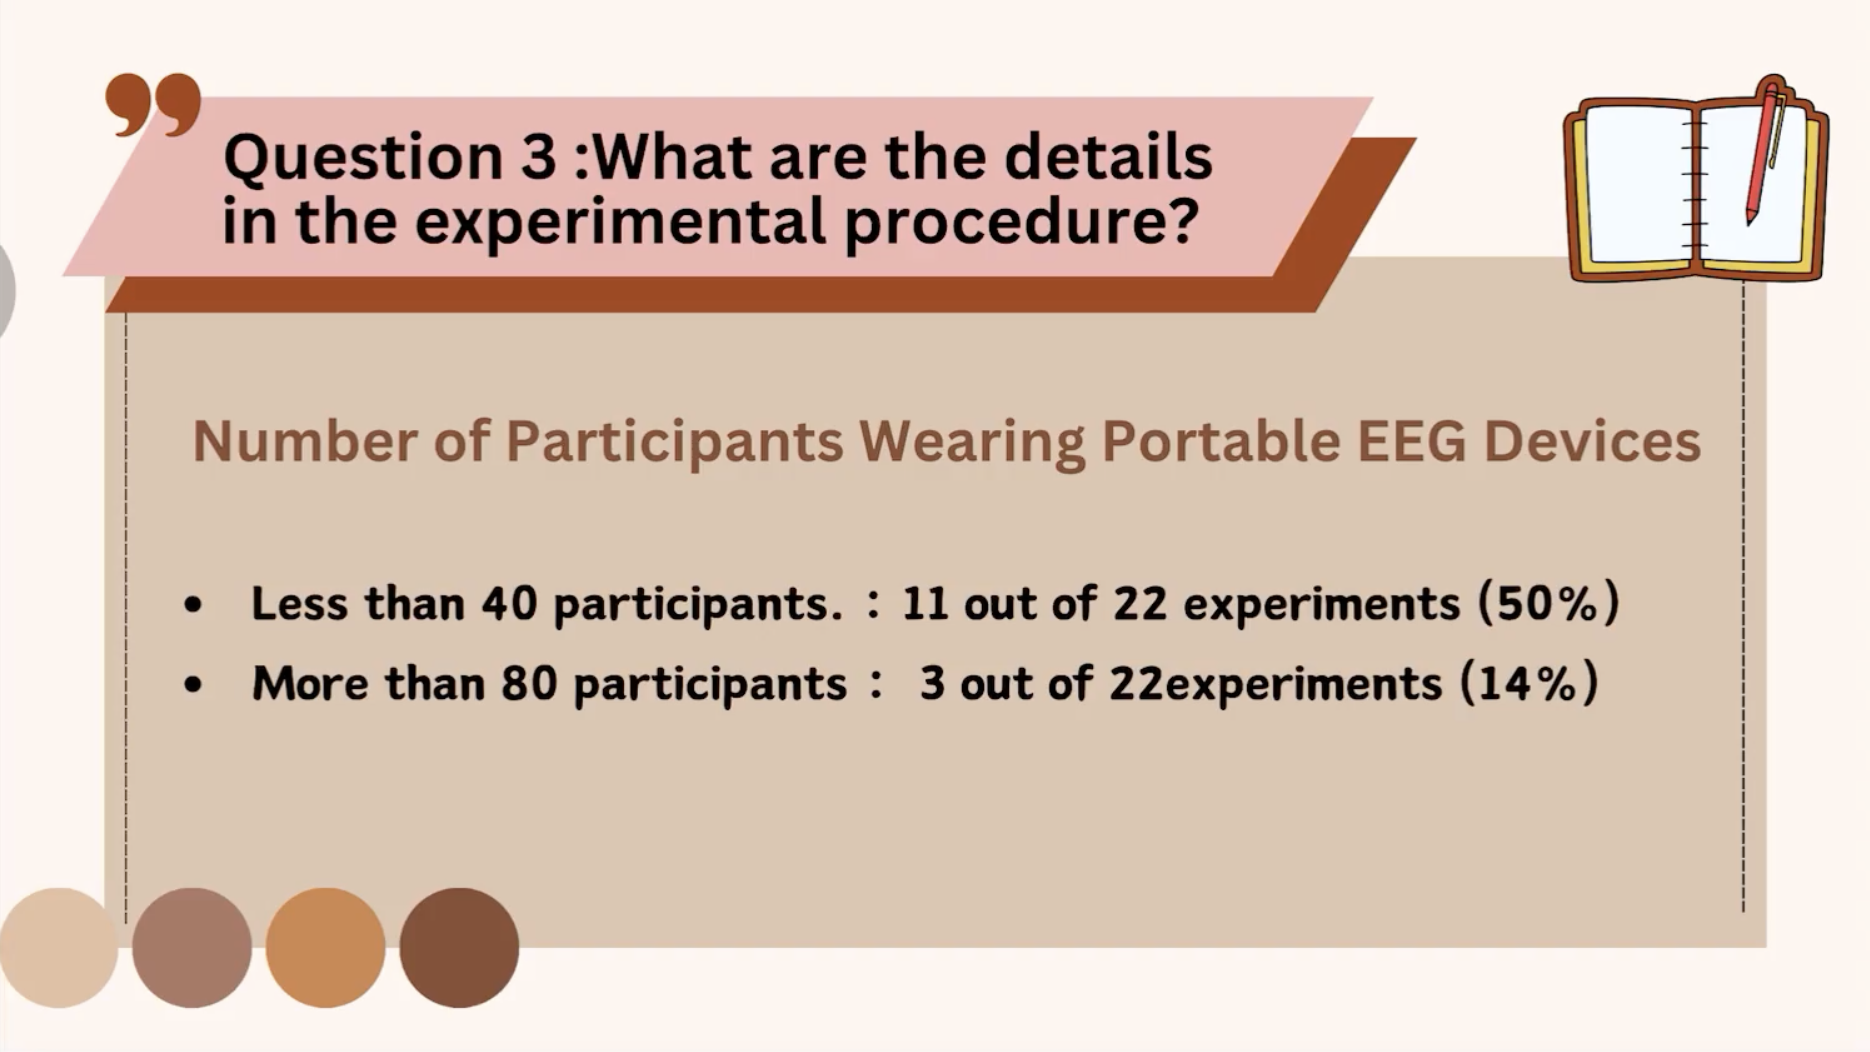 Question 3 :What are the details
in the experimental procedure?
Number of Participants Wearing Portable EEG Devices
• Less than 40 participants. : 11 out of 22 experiments (50%)
• More than 80 participants : 3 out of 22experiments (14%)